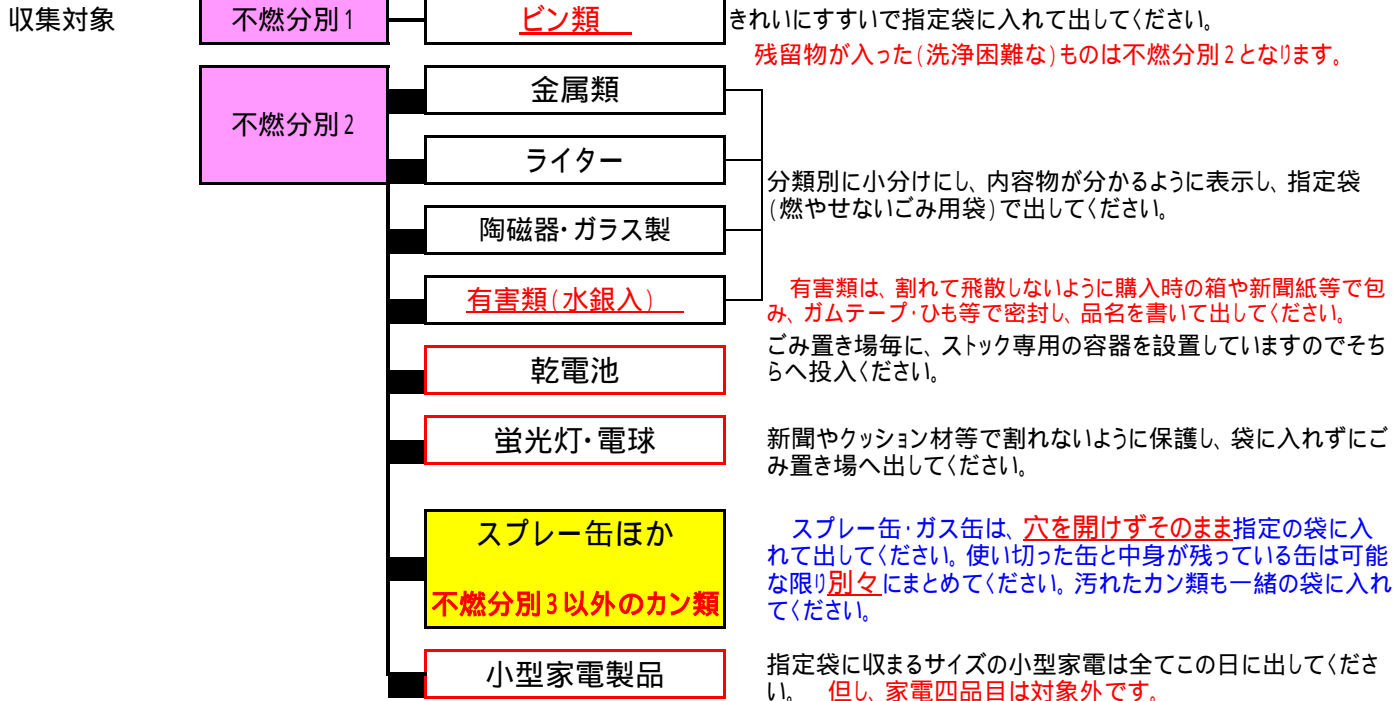 収集対象
不燃分別1
ビン類
きれいにすすいで指定袋に入れて出してください。
残留物が入った(洗浄困難な)ものは不燃分別2となります。
不燃分別2
金属類
ライター
陶磁器・ガラス製
有害類(水銀入)
分類別に小分けにし、内容物が分かるように表示し、指定袋
(燃やせないごみ用袋)で出してください。
有害類は、割れて飛散しないように購入時の箱や新聞紙等で包
み、ガムテープ・ひも等で密封し、品名を書いて出してください。
乾電池
ごみ置き場毎に、ストック専用の容器を設置していますのでそち
らへ投入ください。
蛍光灯・電球
新聞やクッション材等で割れないように保護し、袋に入れずにご
み置き場へ出してください。
スプレー缶ほか
不燃分別3以外のカン類
スプレー缶・ガス缶は、穴を開けずそのまま指定の袋に入
れて出してください。使い切った缶と中身が残っている缶は可能
な限り別々にまとめてください。汚れたカン類も一緒の袋に入れ
てください。
小型家電製品
指定袋に収まるサイズの小型家電は全てこの日に出してくださ
い。 但し、家電四品目は対象外です。